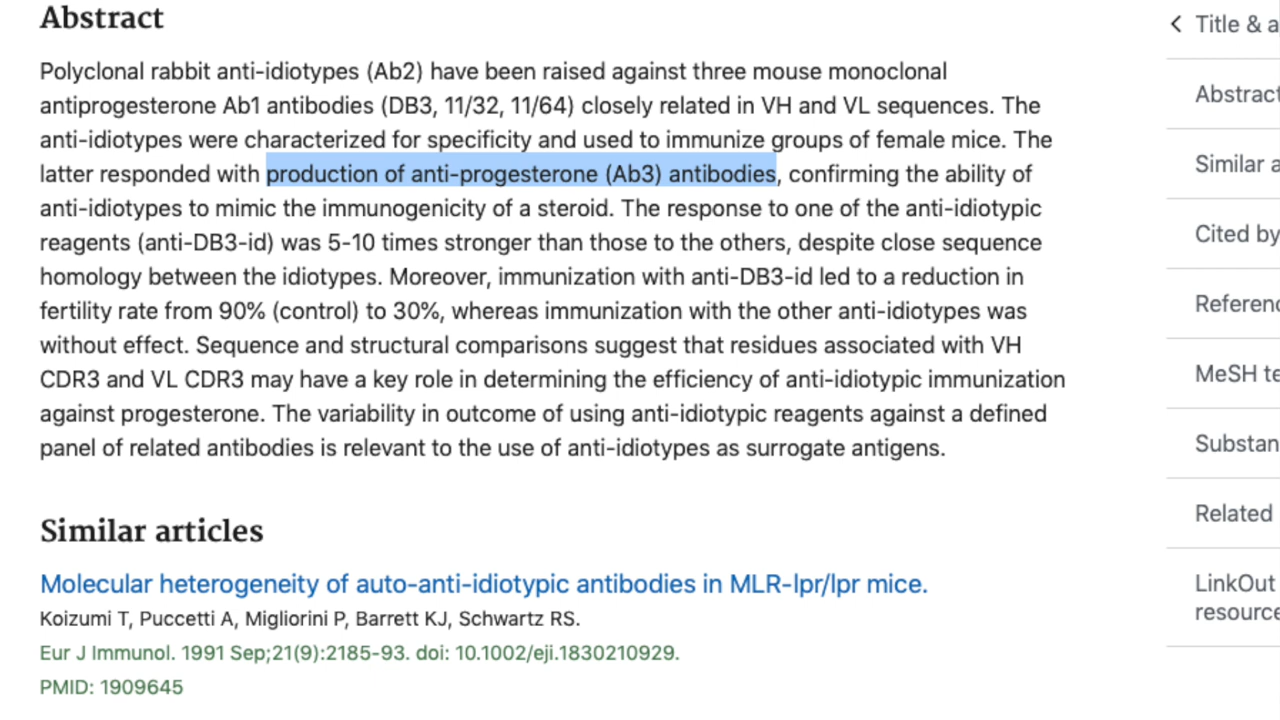 Abstract
Polyclonal rabbit anti-idiotypes (Ab2) have been raised against three mouse monoclonal
antiprogesterone Ab1 antibodies (DB3, 11/32, 11/64) closely related in VH and VL sequences. The
anti-idiotypes were characterized for specificity and used to immunize groups of female mice. The
latter responded with production of anti-progesterone (Ab3) antibodies, confirming the ability of
anti-idiotypes to mimic the immunogenicity of a steroid. The response to one of the anti-idiotypic
reagents (anti-DB3-id) was 5-10 times stronger than those to the others, despite close sequence
homology between the idiotypes. Moreover, immunization with anti-DB3-id led to a reduction in
fertility rate from 90% (control) to 30%, whereas immunization with the other anti-idiotypes was
without effect. Sequence and structural comparisons suggest that residues associated with VH
CDR3 and VL CDR3 may have a key role in determining the efficiency of anti-idiotypic immunization
against progesterone. The variability in outcome of using anti-idiotypic reagents against a defined
panel of related antibodies is relevant to the use of anti-idiotypes as surrogate antigens.
Similar articles
Molecular heterogeneity of auto-anti-idiotypic antibodies in MLR-lpr/lpr mice.
Koizumi T, Puccetti A, Migliorini P, Barrett KJ, Schwartz RS.
Eur J Immunol. 1991 Sep;21(9):2185-93. doi: 10.1002/eji.1830210929.
PMID: 1909645
Title & a
Abstract
Similar a
Cited by
Referenc
MeSH te
Substan
Related
LinkOut
resource